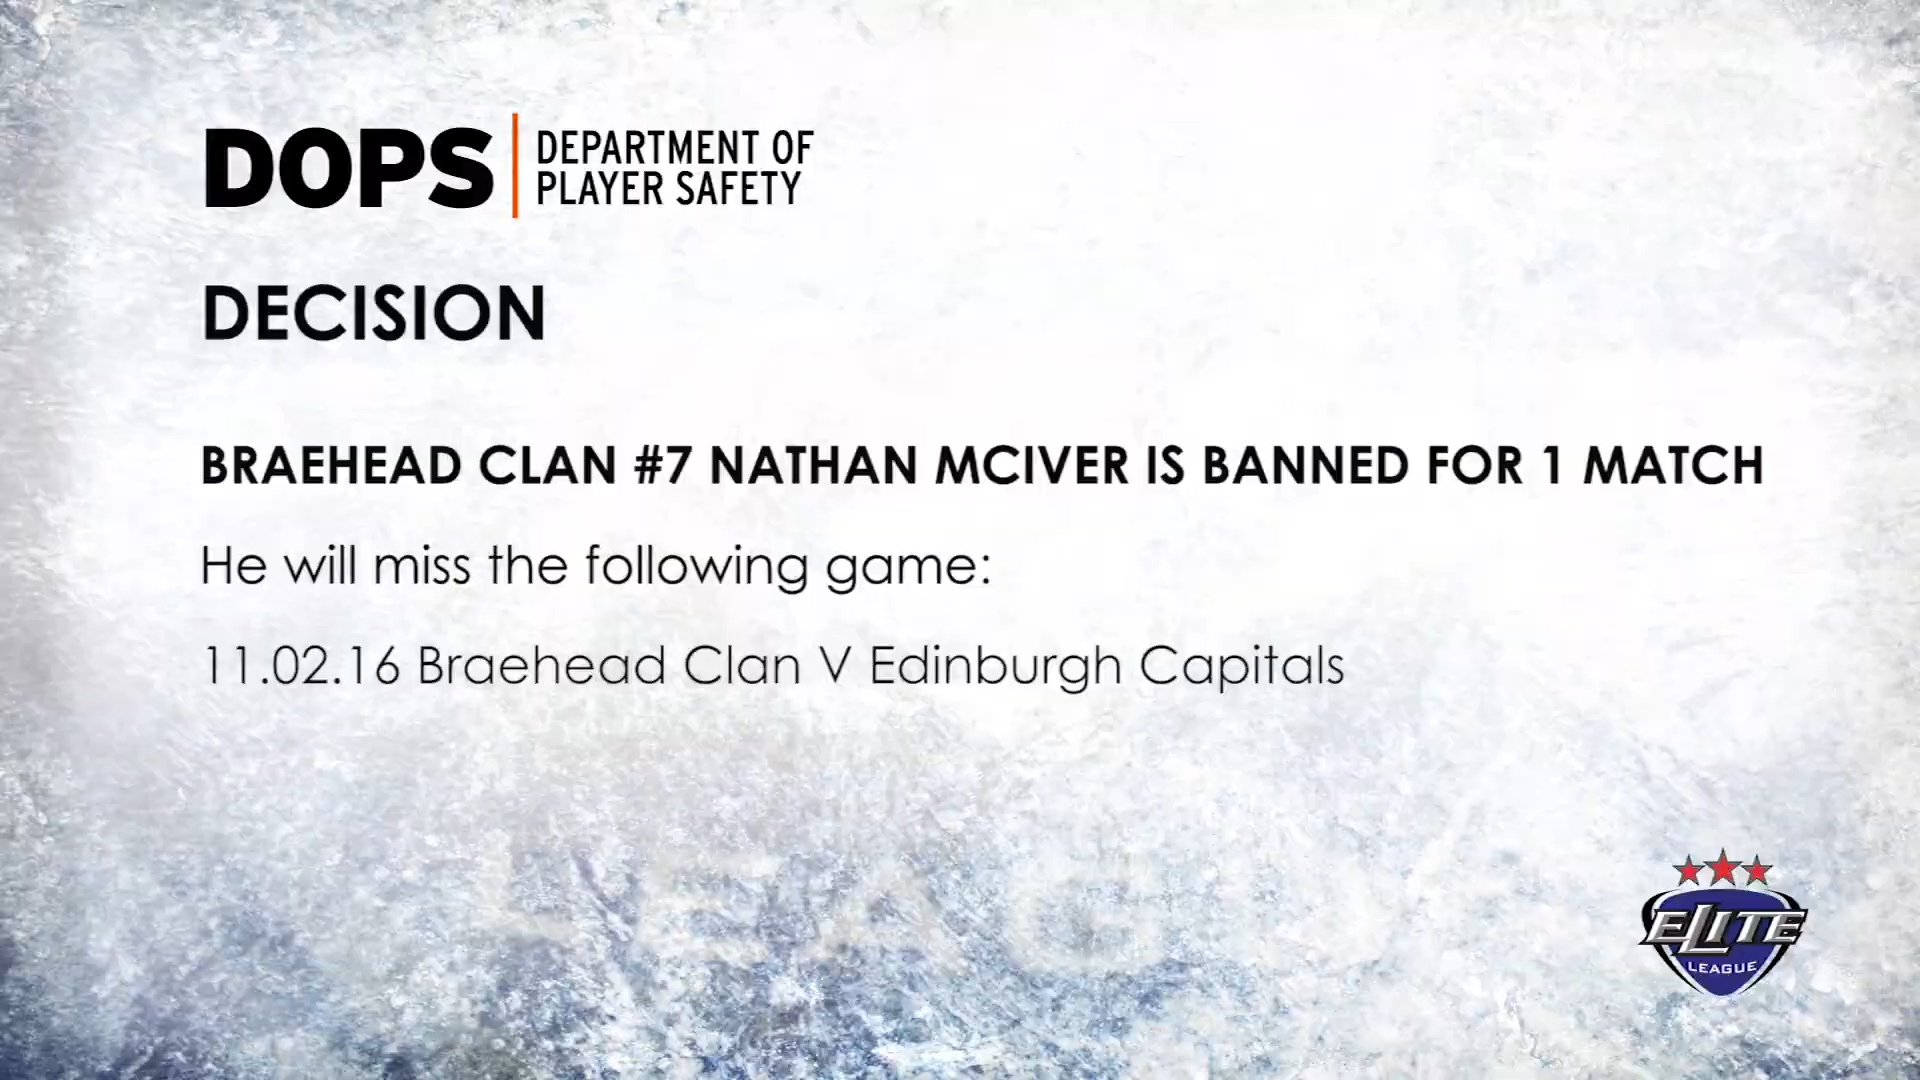 DOPS
DEPARTMENT OF
PLAYER SAFETY
DECISION
BRAEHEAD CLAN #7 NATHAN MCIVER IS BANNED FOR 1 MATCH
He will miss the following game:
11.02.16 Braehead Clan V Edinburgh Capitals
ELITE
LEAGUE